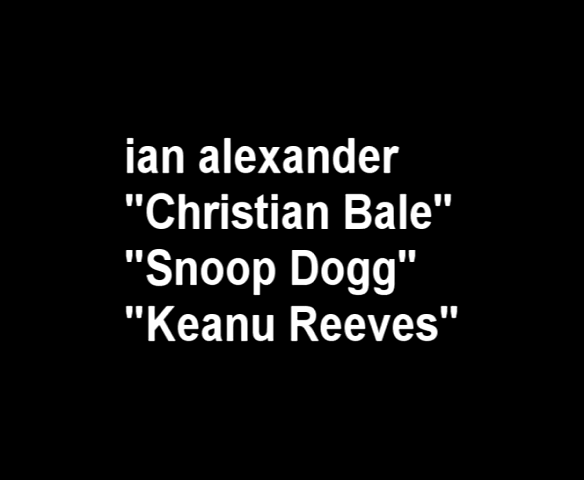 ian alexander
"Christian Bale"
"Snoop Dogg"
"Keanu Reeves"